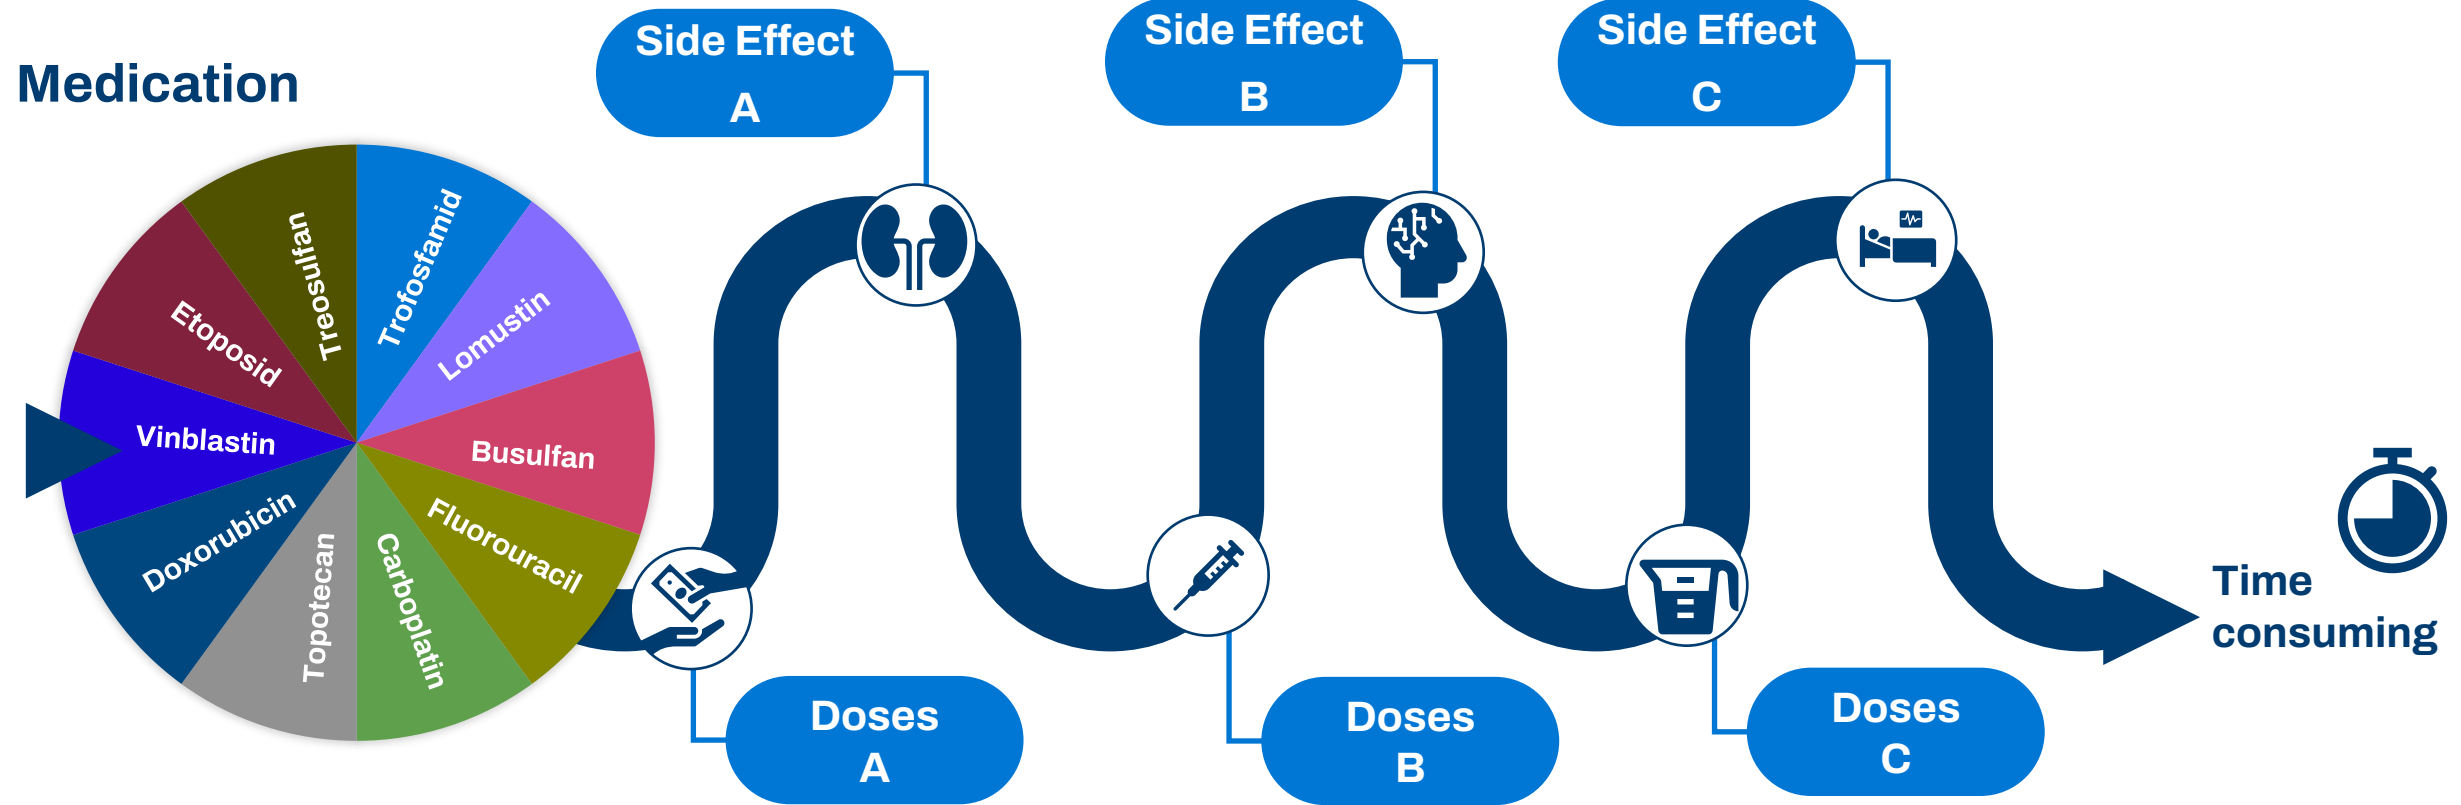 Medication
Trofosfamid
Lomustin
Busulfan
Fluorouracil
Carboplatin
Topotecan
Doxorubicin
Vinblastin
Etoposid
Treosulfan
Side Effect
A
Side Effect
B
Side Effect
C
Doses
A
Doses
B
Doses
C
Time
consuming